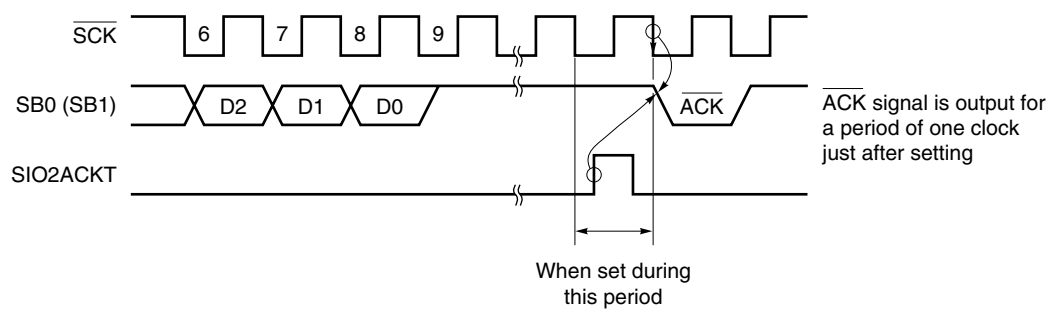 SCK
6 7 8 9
SB0 (SB1)
D2 D1 D0
ACK
ACK signal is output for
a period of one clock
just after setting
SIO2ACKT
When set during
this period